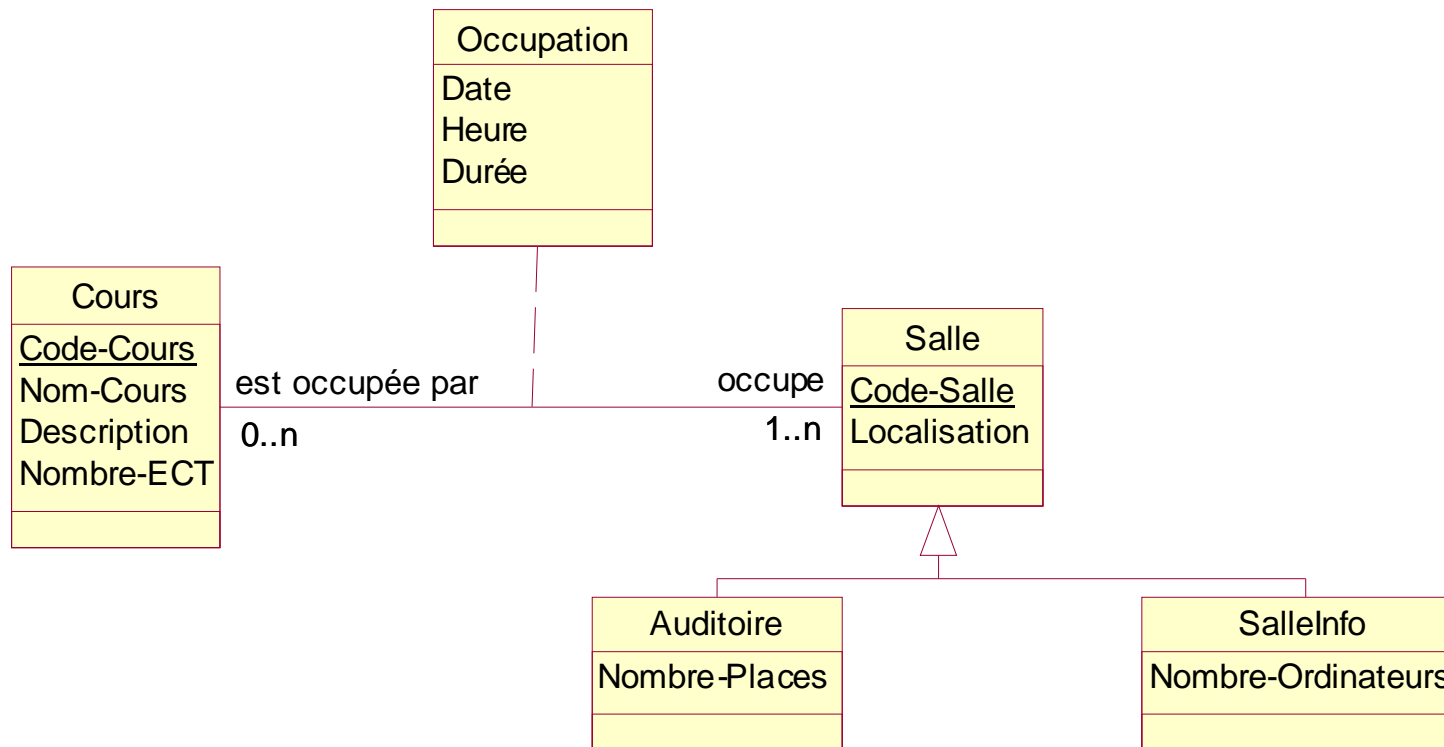 Occupation
Date
Heure
Durée
Cours
Code-Cours
Nom-Cours
Description
Nombre-ECT
est occupée par
0..n
occupe
1..n
Salle
Code-Salle
Localisation
Auditoire
Nombre-Places
SalleInfo
Nombre-Ordinateurs